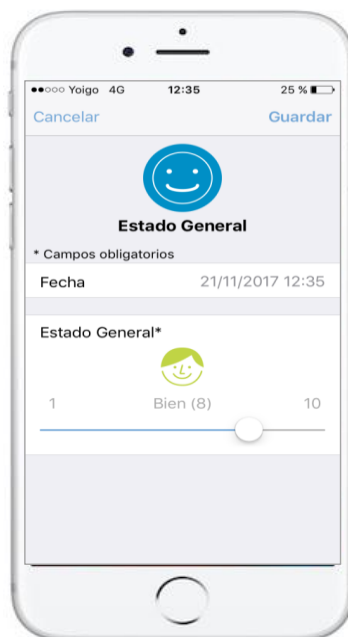 Yoigo 4G 12:35 25 %
Cancelar Guardar
Estado General
* Campos obligatorios
Fecha 21/11/2017 12:35
Estado General*
1 Bien (8) 10